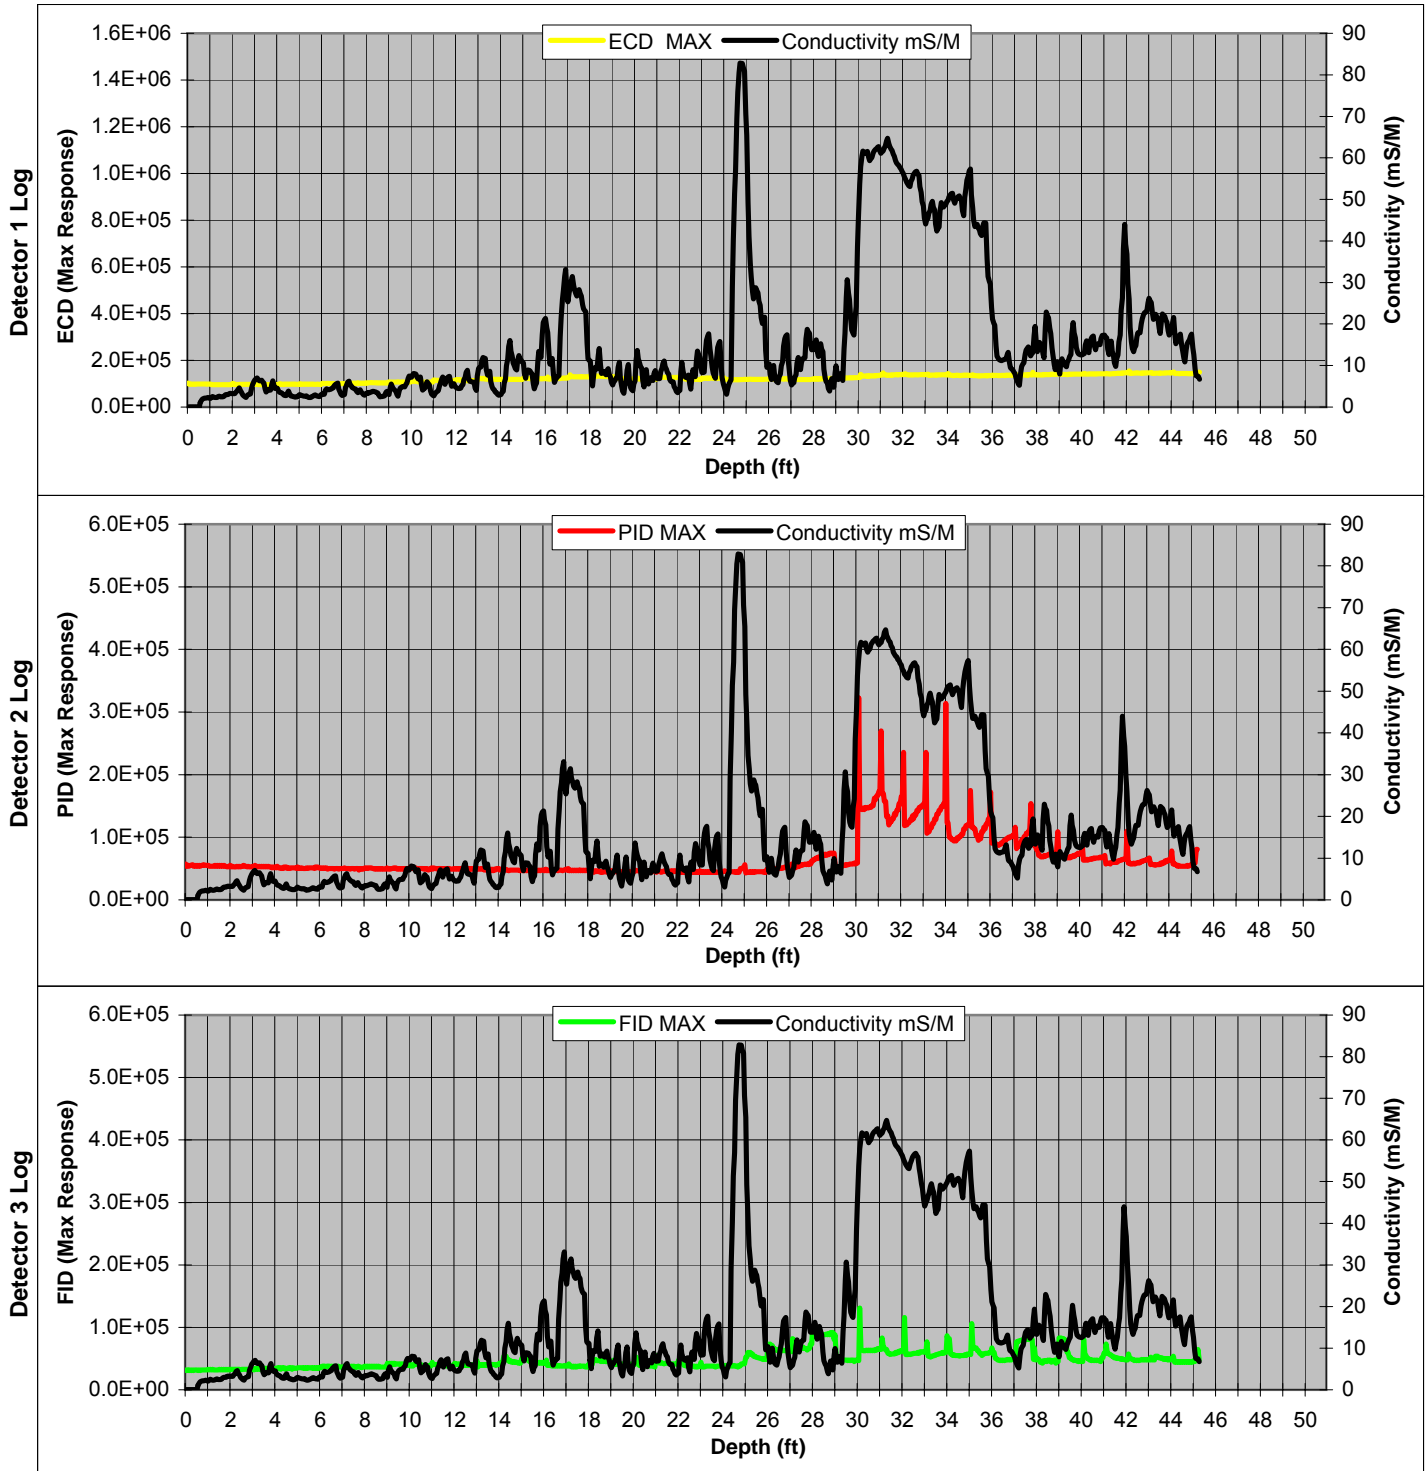 Detector 1 Log
ECD (Max Response)
1.6E+06
1.4E+06
1.2E+06
1.0E+06
8.0E+05
6.0E+05
4.0E+05
2.0E+05
0.0E+00
ECD MAX Conductivity mS/M
90
80
70
60
50
40
30
20
10
0
Conductivity (mS/M)
0 2 4 6 8 10 12 14 16 18 20 22 24 26 28 30 32 34 36 38 40 42 44 46 48 50
Depth (ft)
Detector 2 Log
PID (Max Response)
6.0E+05
5.0E+05
4.0E+05
3.0E+05
2.0E+05
1.0E+05
0.0E+00
PID MAX Conductivity mS/M
90
80
70
60
50
40
30
20
10
0
Conductivity (mS/M)
0 2 4 6 8 10 12 14 16 18 20 22 24 26 28 30 32 34 36 38 40 42 44 46 48 50
Depth (ft)
Detector 3 Log
FID (Max Response)
6.0E+05
5.0E+05
4.0E+05
3.0E+05
2.0E+05
1.0E+05
0.0E+00
FID MAX Conductivity mS/M
90
80
70
60
50
40
30
20
10
0
Conductivity (mS/M)
0 2 4 6 8 10 12 14 16 18 20 22 24 26 28 30 32 34 36 38 40 42 44 46 48 50
Depth (ft)